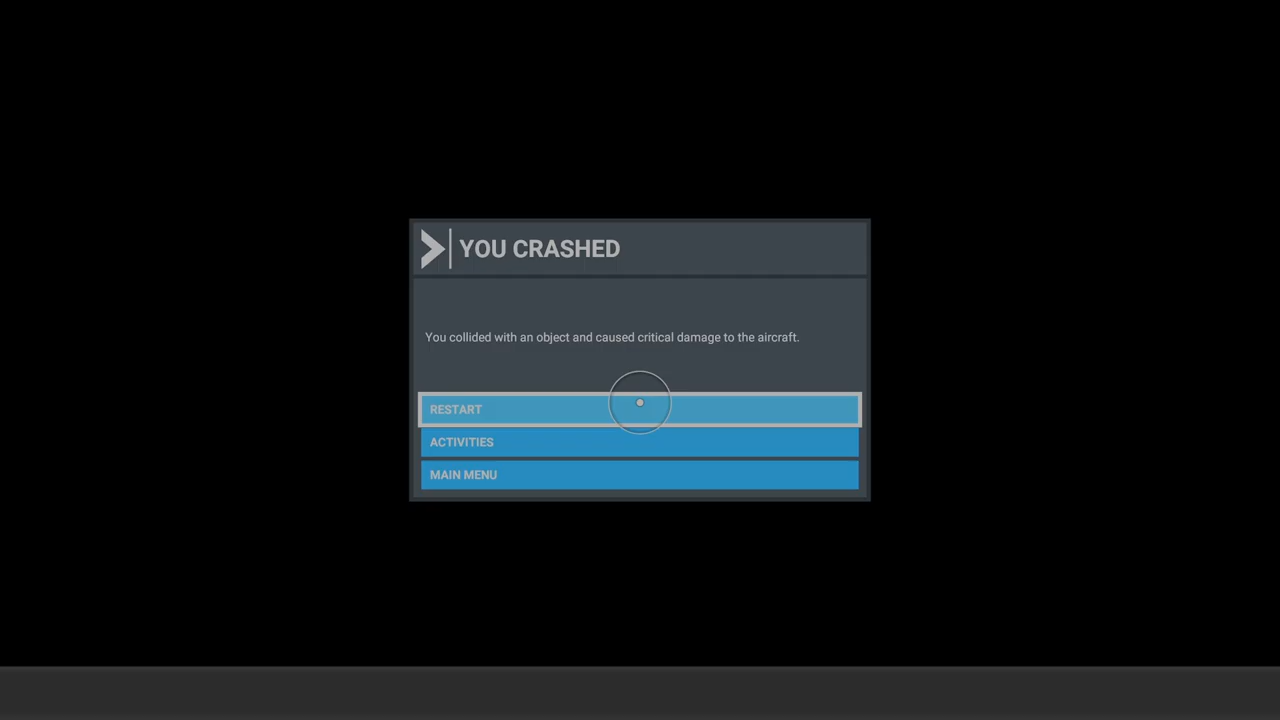 YOU CRASHED
You collided with an object and caused critical damage to the aircraft.
RESTART
ACTIVITIES
MAIN MENU